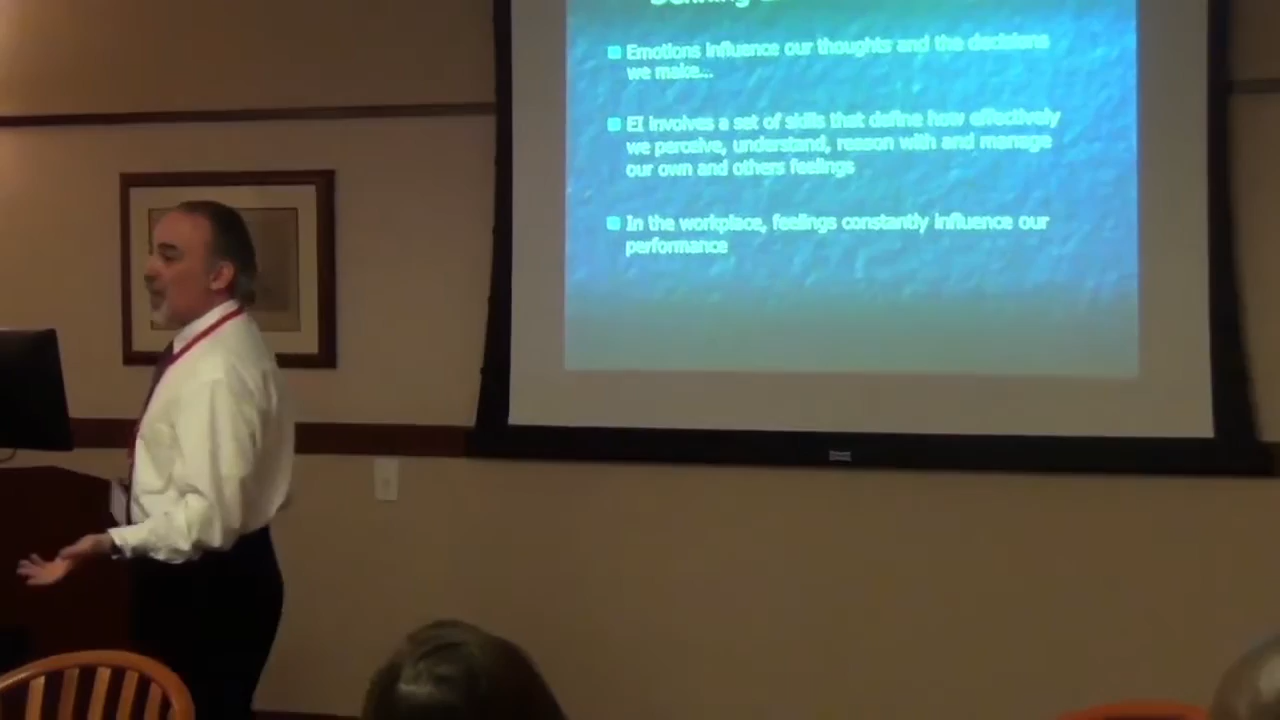 Emotions influence our thoughts and the decisions
we make...
EI involves a set of skills that define how effectively
we perceive, understand, reason with and manage
our own and others feelings
In the workplace, feelings constantly influence our
performance